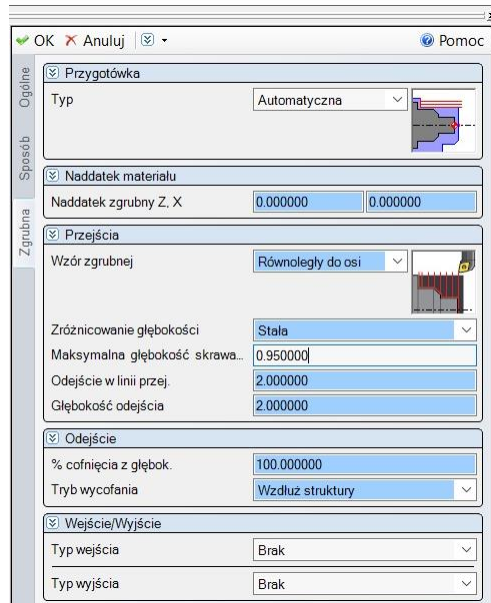 OK Anuluj Pomoc
Ogólne
Sposób
Zgrubna
Przygotówka
Typ Automatyczna
Naddatek materiału
Naddatek zgrubny Z, X 0.000000 0.000000
Przejścia
Wzór zgrubnej Równoległy do osi
Zróżnicowanie głębokości Stała
Maksymalna głębokość skrawa... 0.950000
Odejście w linii przej. 2.000000
Głębokość odejścia 2.000000
Odejście
% cofnięcia z głębok. 100.000000
Tryb wycofania Wzdłuż struktury
Wejście/Wyjście
Typ wejścia Brak
Typ wyjścia Brak